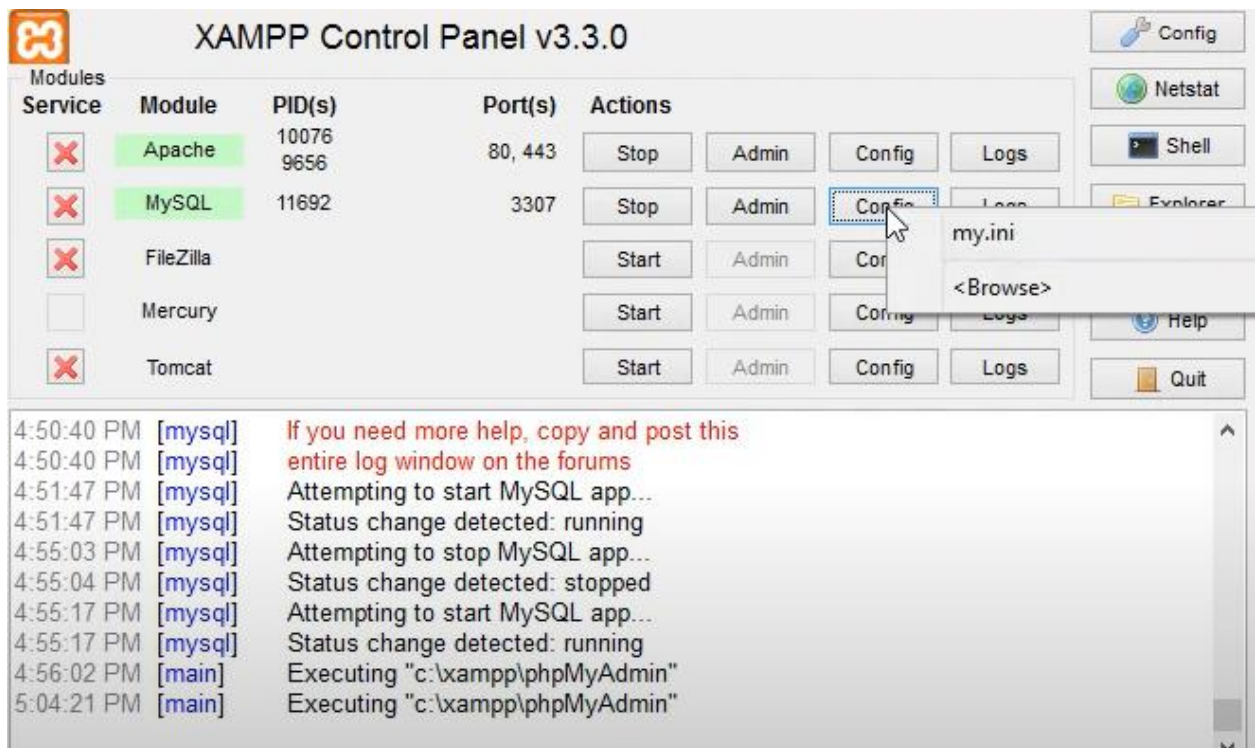 XAMPP Control Panel v3.3.0
Config
Modules
Service Module PID(s) Port(s) Actions
Netstat
Apache 10076 9656 80, 443 Stop Admin Config Logs
Shell
MySQL 11692 3307 Stop Admin Config Logs
Explorer
my.ini
FileZilla Start Admin
<Browse>
Mercury Start Admin Config Logs
Help
Tomcat Start Admin Config Logs
Quit
4:50:40 PM [mysql] If you need more help, copy and post this
4:50:40 PM [mysql] entire log window on the forums
4:51:47 PM [mysql] Attempting to start MySQL app...
4:51:47 PM [mysql] Status change detected: running
4:55:03 PM [mysql] Attempting to stop MySQL app...
4:55:04 PM [mysql] Status change detected: stopped
4:55:17 PM [mysql] Attempting to start MySQL app...
4:55:17 PM [mysql] Status change detected: running
4:56:02 PM [main] Executing "c:\xampp\phpMyAdmin"
5:04:21 PM [main] Executing "c:\xampp\phpMyAdmin"